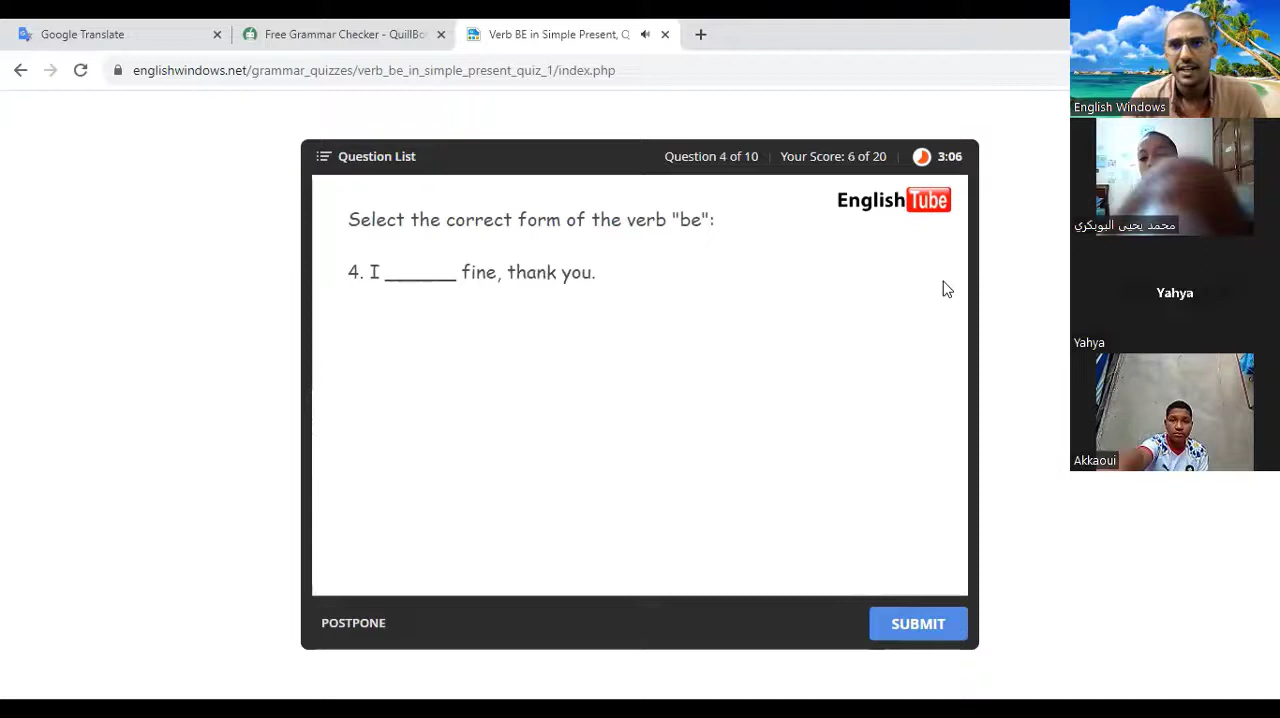 Google Translate
Free Grammar Checker - QuillBo
Verb BE in Simple Present, Q
englishwindows.net/grammar_quizzes/verb_be_in_simple_present_quiz_1/index.php
English Windows
Question List
Question 4 of 10
Your Score: 6 of 20
3:06
EnglishTube
Select the correct form of the verb "be":
4. I ______ fine, thank you.
محمد يحيى البوبكري
Yahya
Yahya
Akkaoui
POSTPONE
SUBMIT